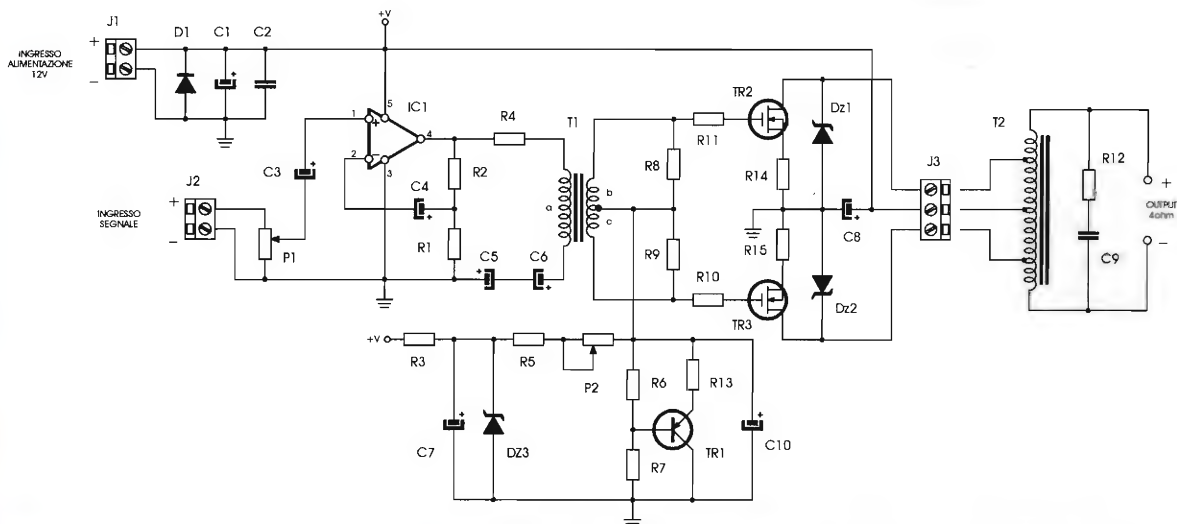 J1
+
−
INGRESSO
ALIMENTAZIONE
12V
D1
C1
+
C2
+V
1
+
5
IC1
2
−
3
4
R4
T1
a
b
c
R2
C4
+
R1
C3
+
J2
+
−
INGRESSO
SEGNALE
P1
C5
+
C6
+
R8
R9
R11
R10
TR2
TR3
R14
R15
Dz1
Dz2
C8
+
J3
T2
R12
C9
+
OUTPUT
4ohm
−
+V
R3
R5
P2
C7
+
DZ3
R6
R7
R13
TR1
C10
+